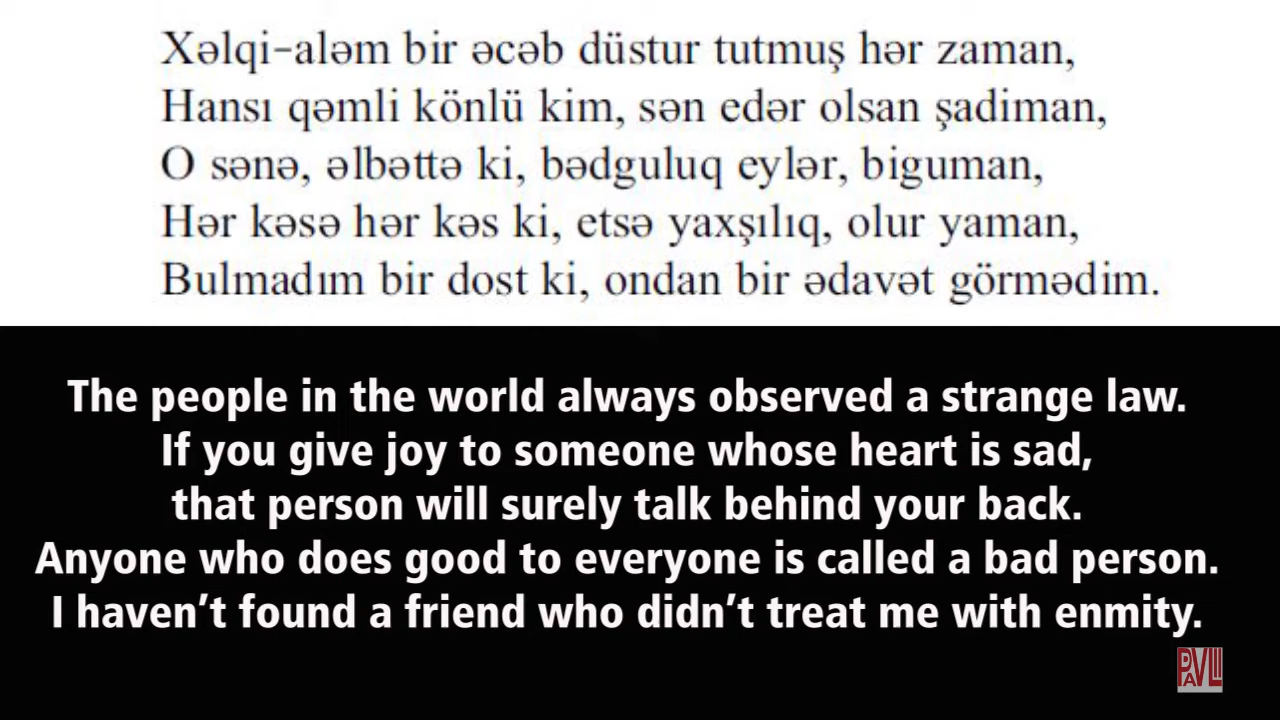 Xəlqi-aləm bir əcəb düstur tutmuş hər zaman,
Hansı qəmli könlü kim, sən edər olsan şadiman,
O sənə, əlbəttə ki, bədguluq eylər, biguman,
Hər kəsə hər kəs ki, etsə yaxşılıq, olur yaman,
Bulmadım bir dost ki, ondan bir ədavət görmədim.
The people in the world always observed a strange law.
If you give joy to someone whose heart is sad,
that person will surely talk behind your back.
Anyone who does good to everyone is called a bad person.
I haven’t found a friend who didn’t treat me with enmity.